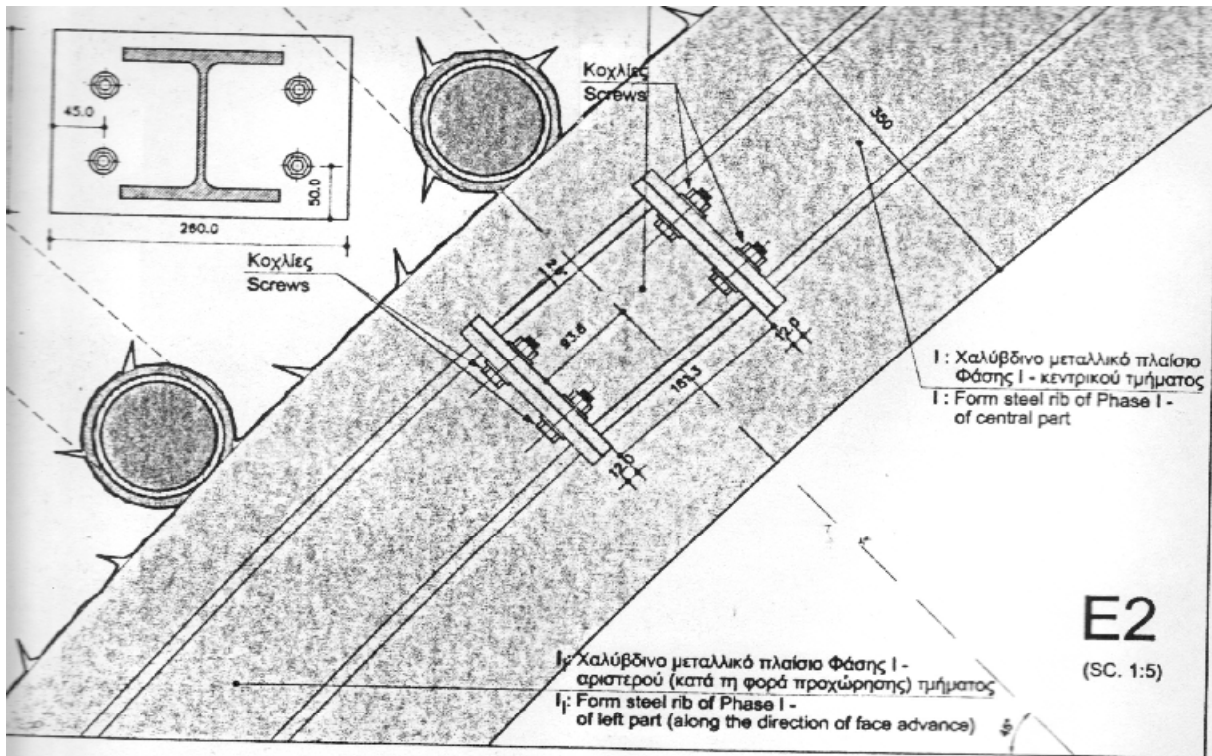 Κοχλίες
Screws
45.0
50.0
260.0
Κοχλίες
Screws
350
93.6
161.3
12.0
I : Χαλύβδινο μεταλλικό πλαίσιο
Φάσης I - κεντρικού τμήματος
I : Form steel rib of Phase I -
of central part
E2
(SC. 1:5)
Χαλύβδινο μεταλλικό πλαίσιο Φάσης I -
αριστερού (κατά τη φορά προχώρησης) τμήματος
Form steel rib of Phase I -
of left part (along the direction of face advance)